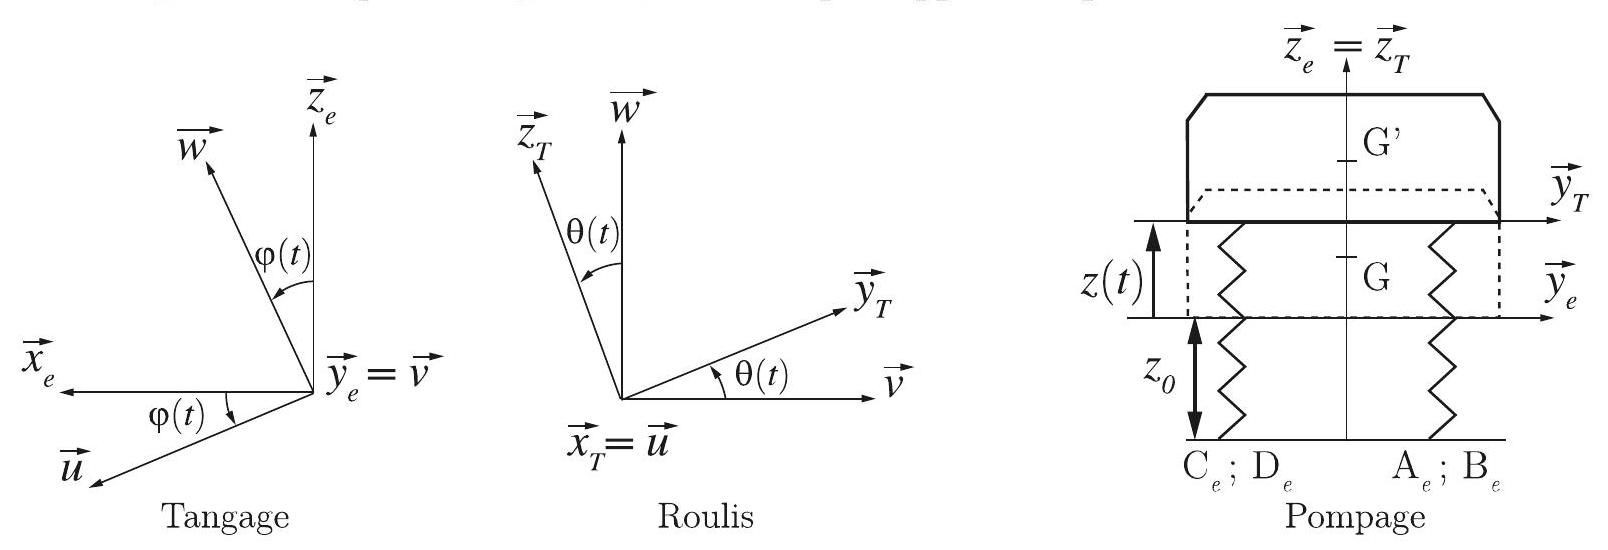 z_e
w
φ(t)
x_e
y_e = v
φ(t)
u
Tangage
w
z_T
θ(t)
y_T
θ(t)
v
x_T = u
Roulis
z_e = z_T
G'
y_T
z(t)
G
y_e
z_0
C_e ; D_e
A_e ; B_e
Pompage